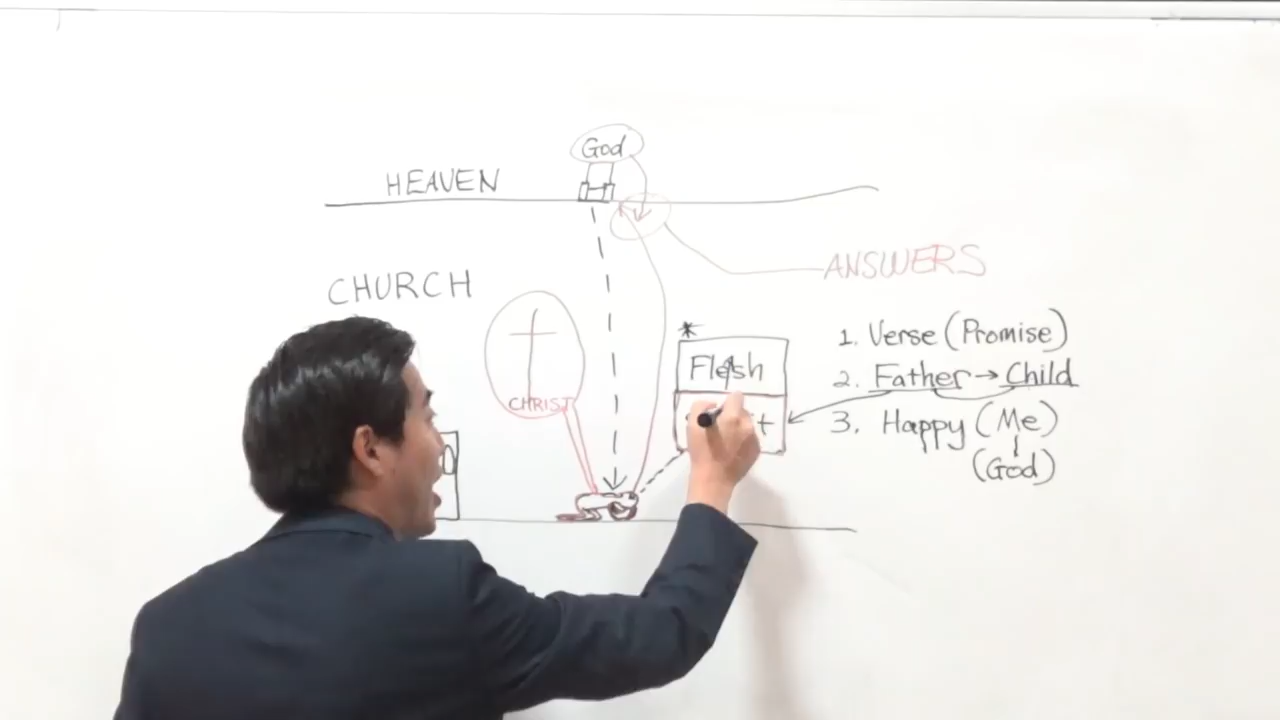 God
HEAVEN
ANSWERS
CHURCH
CHRIST
*
Flesh
1. Verse (Promise)
2. Father → Child
3. Happy (Me)
(God)